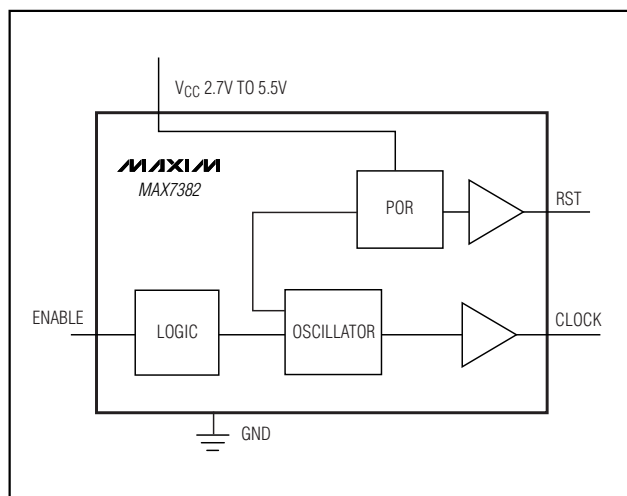 VCC 2.7V TO 5.5V
MAXIM
MAX7382
POR
RST
ENABLE
LOGIC
OSCILLATOR
CLOCK
GND